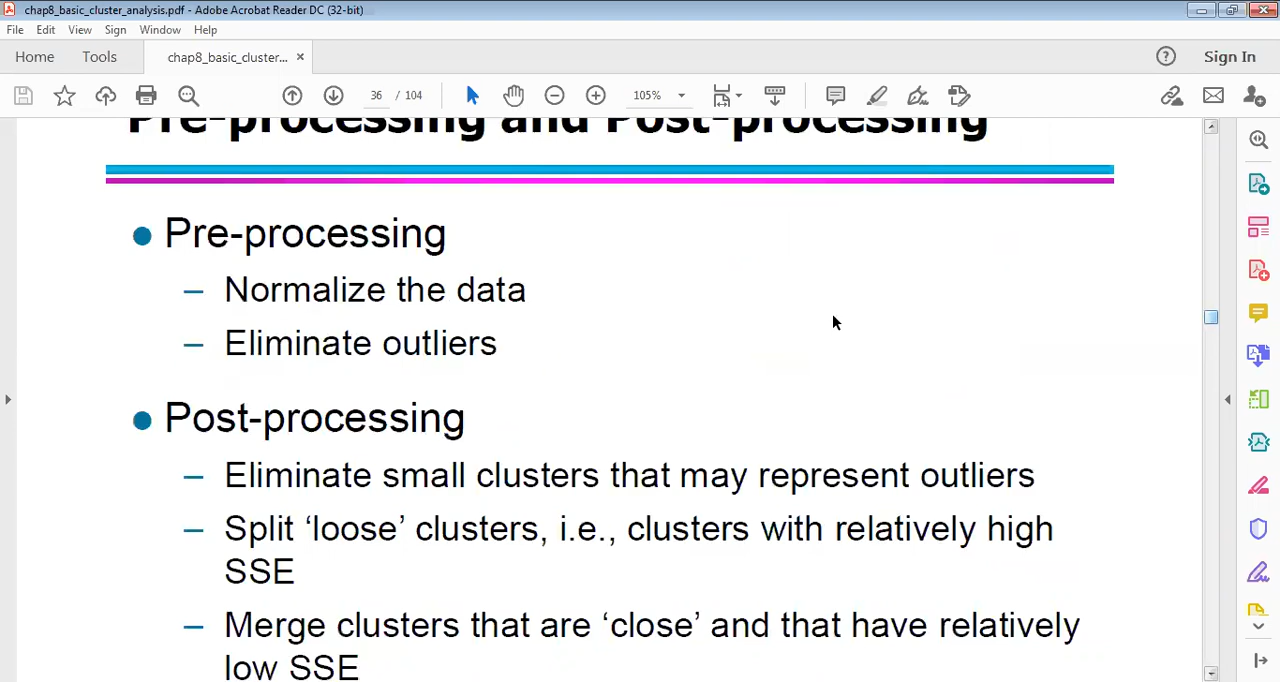 chap8_basic_cluster_analysis.pdf - Adobe Acrobat Reader DC (32-bit)
File Edit View Sign Window Help
Home Tools chap8_basic_cluster... × Sign In
36 / 104 105%
Pre-processing and Post-processing
Pre-processing
– Normalize the data
– Eliminate outliers
Post-processing
– Eliminate small clusters that may represent outliers
– Split ‘loose’ clusters, i.e., clusters with relatively high
SSE
– Merge clusters that are ‘close’ and that have relatively
low SSE